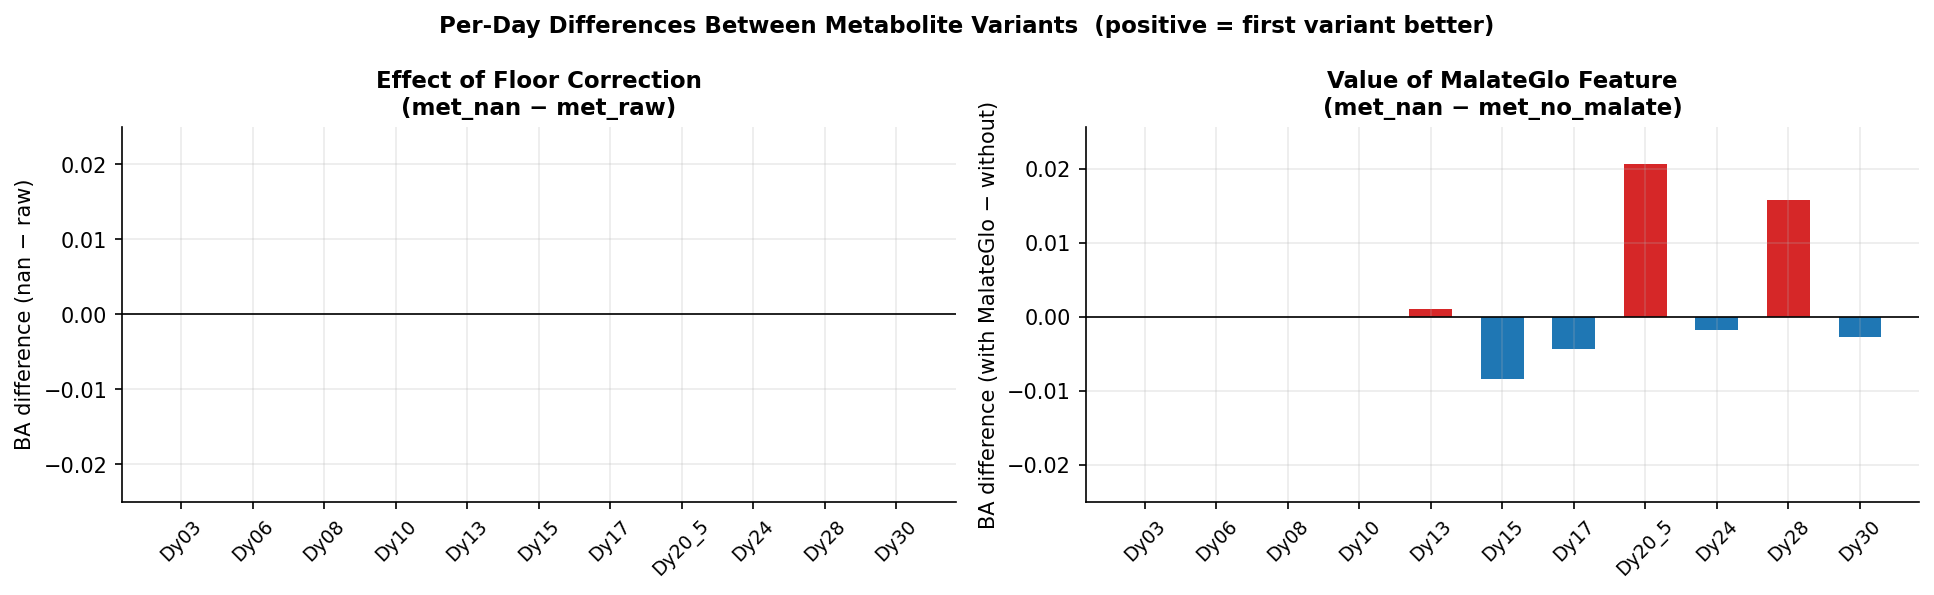 Per-Day Differences Between Metabolite Variants  (positive = first variant better)
Effect of Floor Correction
(met_nan − met_raw)
BA difference (nan − raw)
0.02
0.01
0.00
−0.01
−0.02
Dy03
Dy06
Dy08
Dy10
Dy13
Dy15
Dy17
Dy20_5
Dy24
Dy28
Dy30
Value of MalateGlo Feature
(met_nan − met_no_malate)
BA difference (with MalateGlo − without)
0.02
0.01
0.00
−0.01
−0.02
Dy03
Dy06
Dy08
Dy10
Dy13
Dy15
Dy17
Dy20_5
Dy24
Dy28
Dy30